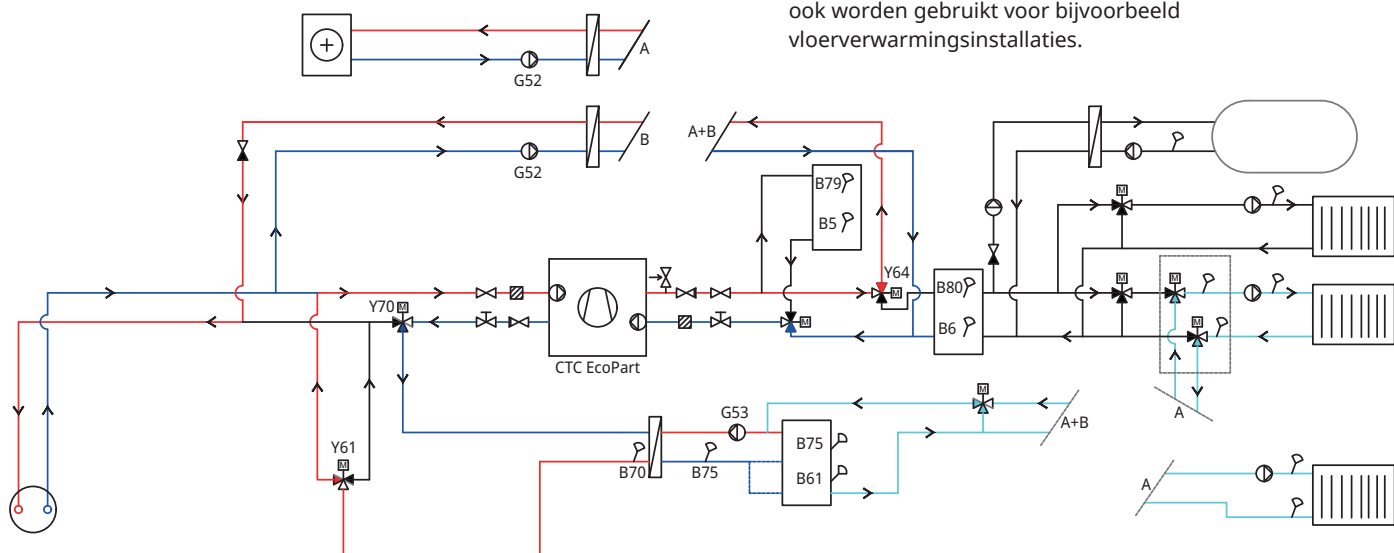 ook worden gebruikt voor bijvoorbeeld
vloerverwarmingsinstallaties.
A
G52
B
G52
A+B
B79
B5
Y64
M
M
B80
B6
M
M
M
M
Y70
M
CTC EcoPart
A
M
A+B
G53
B70
B75
B75
B61
Y61
M
A